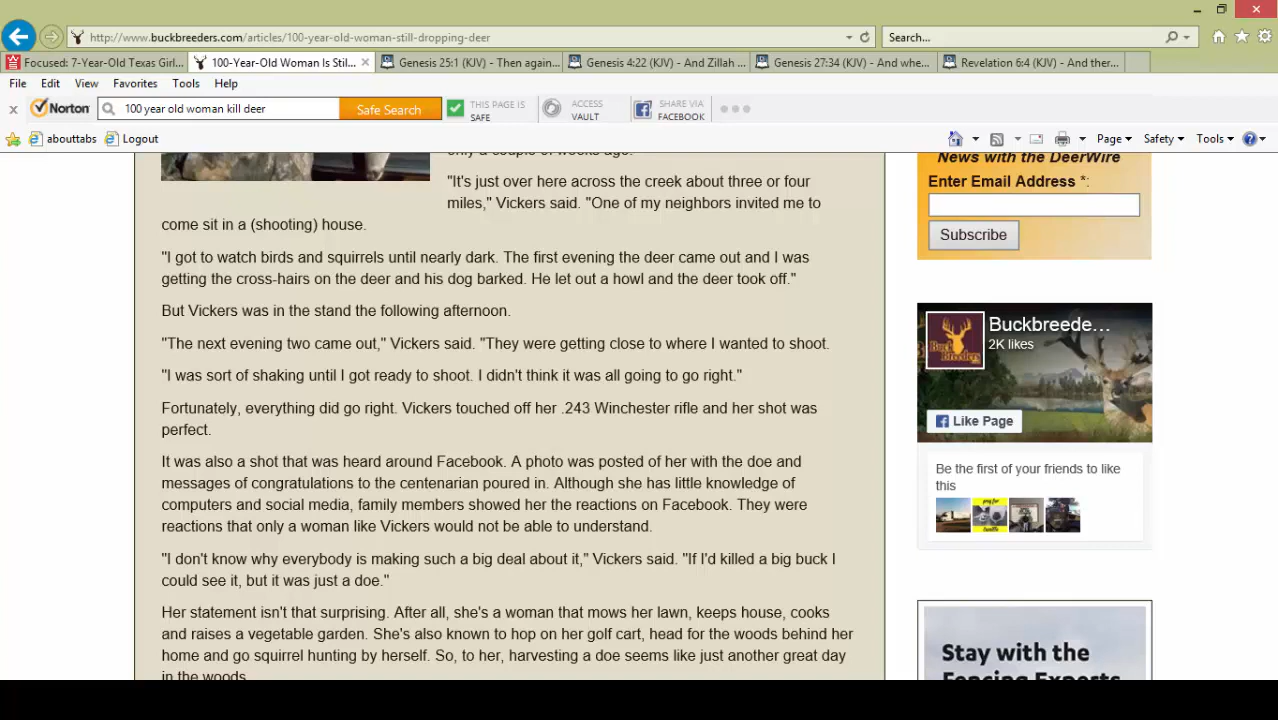 http://www.buckbreeders.com/articles/100-year-old-woman-still-dropping-deer
Search...
Focused: 7-Year-Old Texas Girl...
100-Year-Old Woman Is Stil...
Genesis 25:1 (KJV) - Then again...
Genesis 4:22 (KJV) - And Zillah ...
Genesis 27:34 (KJV) - And whe...
Revelation 6:4 (KJV) - And ther...
File Edit View Favorites Tools Help
x Norton 100 year old woman kill deer Safe Search THIS PAGE IS SAFE ACCESS VAULT SHARE VIA FACEBOOK
abouttabs Logout Page Safety Tools
only a couple of weeks ago.
"It's just over here across the creek about three or four
miles," Vickers said. "One of my neighbors invited me to
come sit in a (shooting) house.
"I got to watch birds and squirrels until nearly dark. The first evening the deer came out and I was
getting the cross-hairs on the deer and his dog barked. He let out a howl and the deer took off."
But Vickers was in the stand the following afternoon.
"The next evening two came out," Vickers said. "They were getting close to where I wanted to shoot.
"I was sort of shaking until I got ready to shoot. I didn't think it was all going to go right."
Fortunately, everything did go right. Vickers touched off her .243 Winchester rifle and her shot was
perfect.
It was also a shot that was heard around Facebook. A photo was posted of her with the doe and
messages of congratulations to the centenarian poured in. Although she has little knowledge of
computers and social media, family members showed her the reactions on Facebook. They were
reactions that only a woman like Vickers would not be able to understand.
"I don't know why everybody is making such a big deal about it," Vickers said. "If I'd killed a big buck I
could see it, but it was just a doe."
Her statement isn't that surprising. After all, she's a woman that mows her lawn, keeps house, cooks
and raises a vegetable garden. She's also known to hop on her golf cart, head for the woods behind her
home and go squirrel hunting by herself. So, to her, harvesting a doe seems like just another great day
in the woods.
News with the DeerWire
Enter Email Address *:
Subscribe
Buckbreede...
2K likes
Like Page
Be the first of your friends to like
this
Stay with the
Fencing Experts